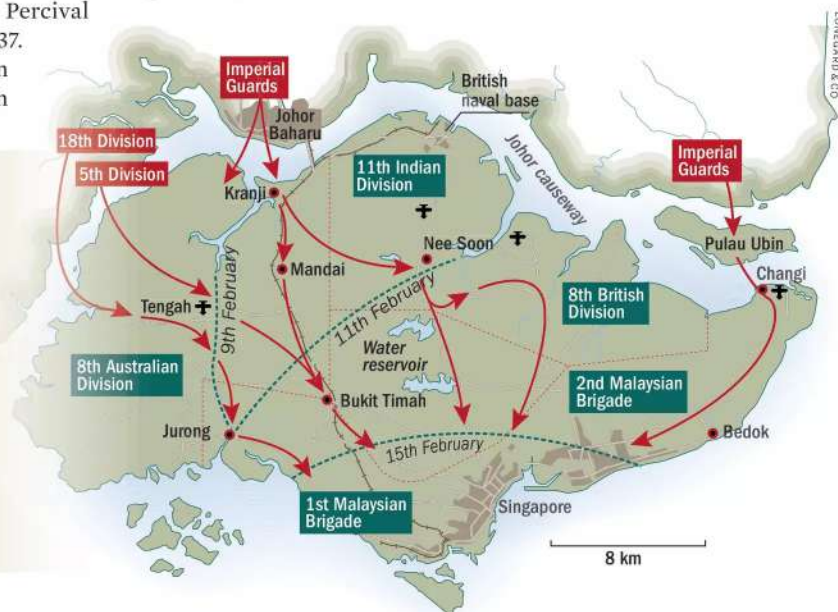 Percival
37.
n
n
LONEGARD & CO
Imperial
Guards
Johor
Baharu
British
naval base
18th Division
5th Division
11th Indian
Division
Johor causeway
Imperial
Guards
Kranji
Nee Soon
Pulau Ubin
Mandai
Changi
Tengah
9th February
11th February
8th British
Division
Water
reservoir
8th Australian
Division
2nd Malaysian
Brigade
Bukit Timah
Jurong
Bedok
15th February
1st Malaysian
Brigade
Singapore
8 km